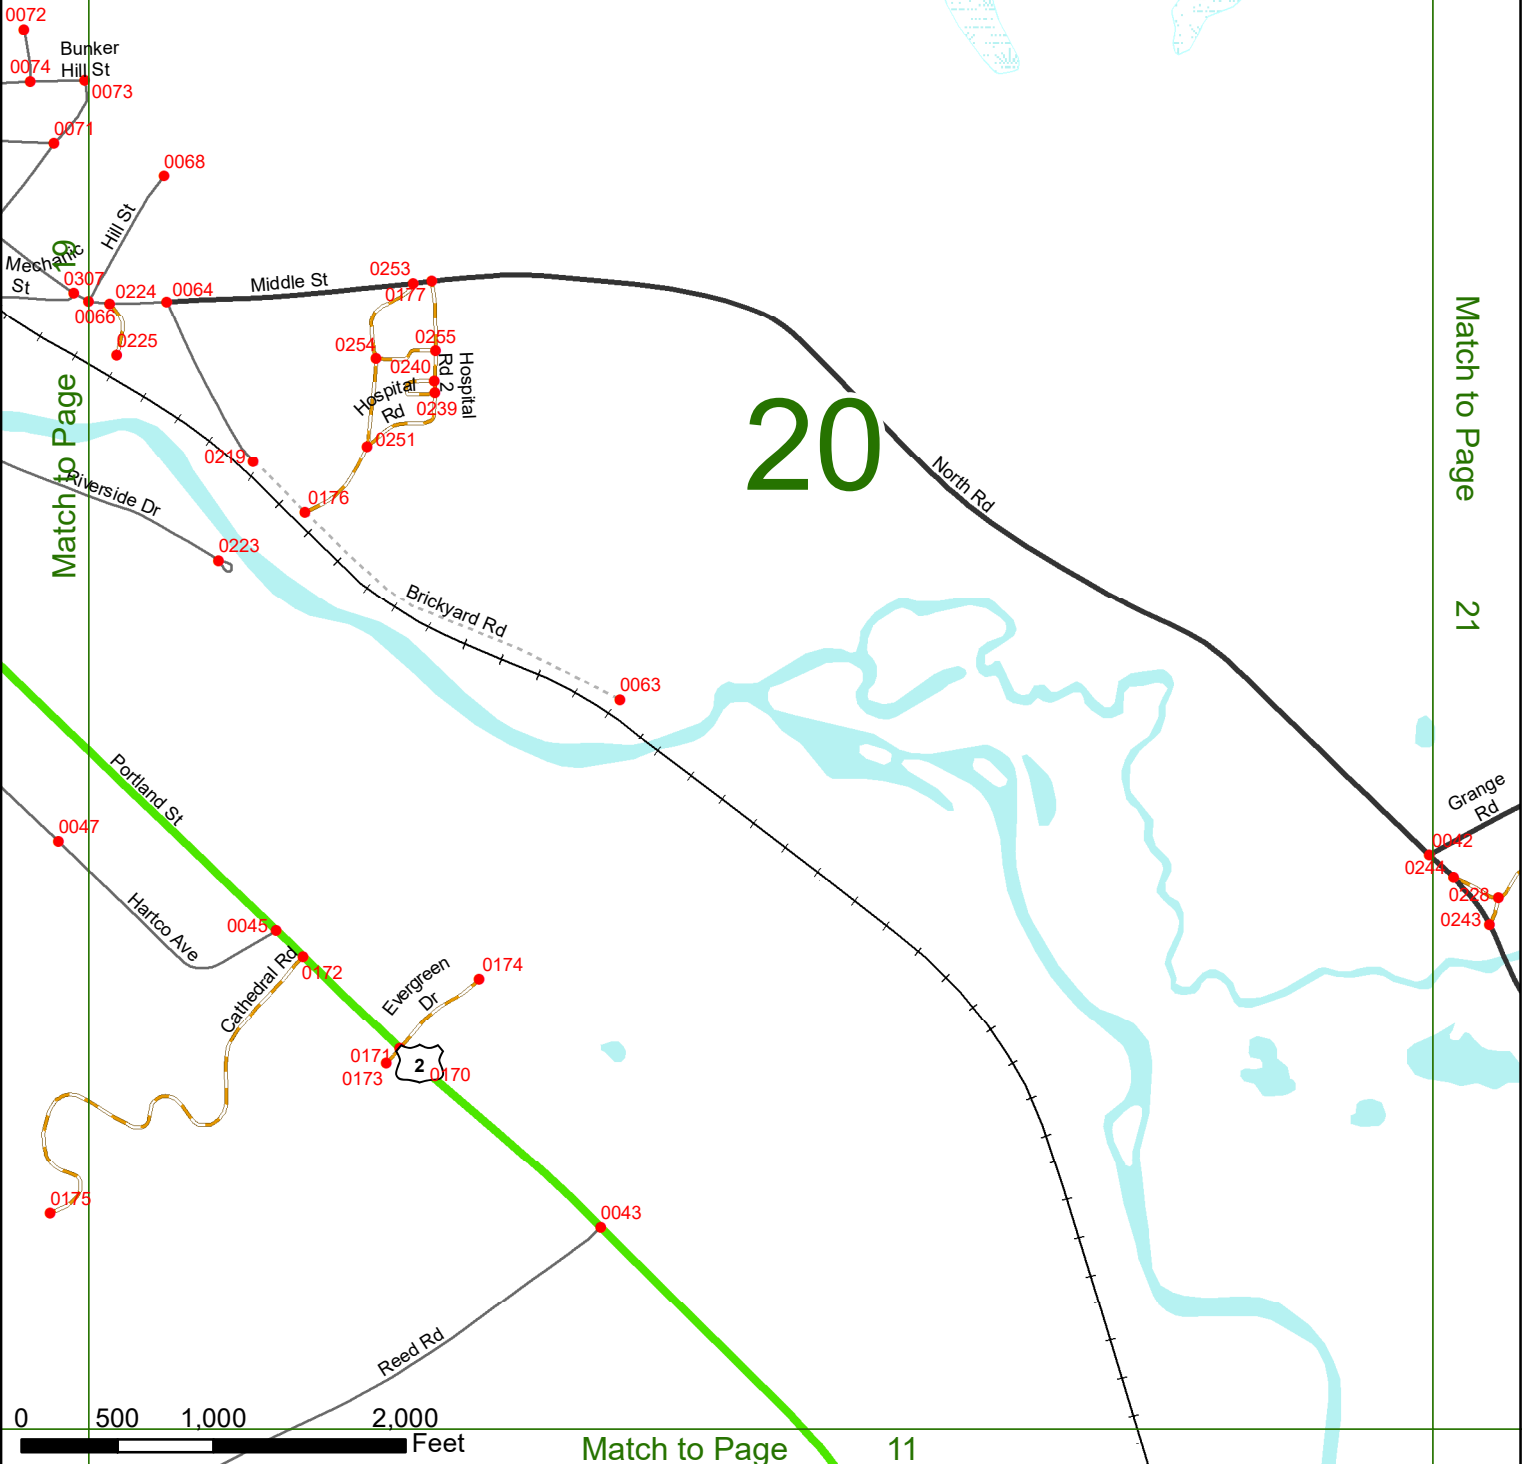 0072
Bunker
Hill St
0074
0073
0071
0068
Hill St
Mechanic
St
19
Match to Page
0307
0066
0224
0064
0225
Middle St
0253
0177
0254
0255
0240
Hospital
Rd 2
Hospital
Rd
0239
0251
0219
0176
Riverside Dr
0223
20
North Rd
Match to Page
21
Brickyard Rd
0063
Portland St
0047
Hartco Ave
0045
Cathedral Rd
0172
Evergreen
Dr
0174
0171
0173
2
0170
0175
0043
Reed Rd
Grange
Rd
0042
0244
0228
0243
0
500
1,000
2,000
Feet
Match to Page
11